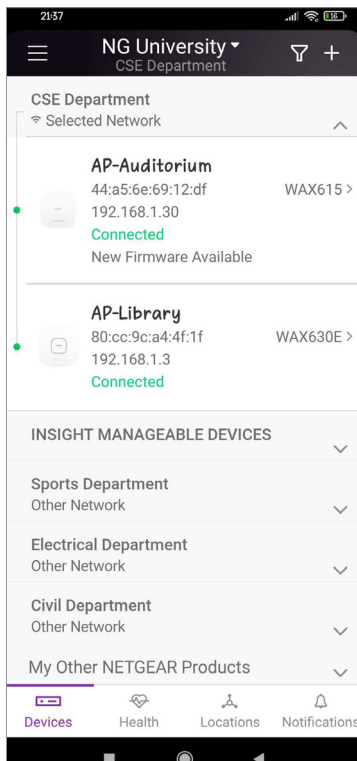 21:37
16
NG University
CSE Department
CSE Department
Selected Network
AP-Auditorium
44:a5:6e:69:12:df WAX615 >
192.168.1.30
Connected
New Firmware Available
AP-Library
80:cc:9c:a4:4f:1f WAX630E >
192.168.1.3
Connected
INSIGHT MANAGEABLE DEVICES
Sports Department
Other Network
Electrical Department
Other Network
Civil Department
Other Network
My Other NETGEAR Products
Devices Health Locations Notifications